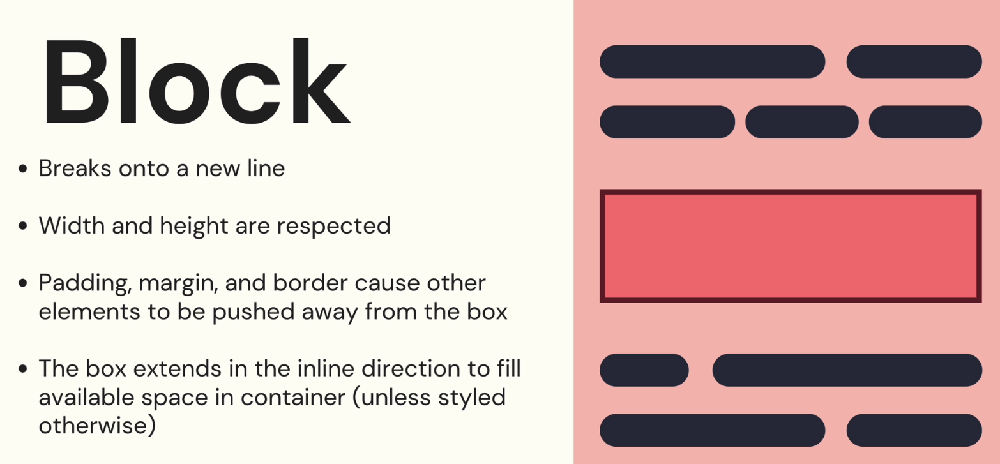 Block
• Breaks onto a new line
• Width and height are respected
• Padding, margin, and border cause other
elements to be pushed away from the box
• The box extends in the inline direction to fill
available space in container (unless styled
otherwise)